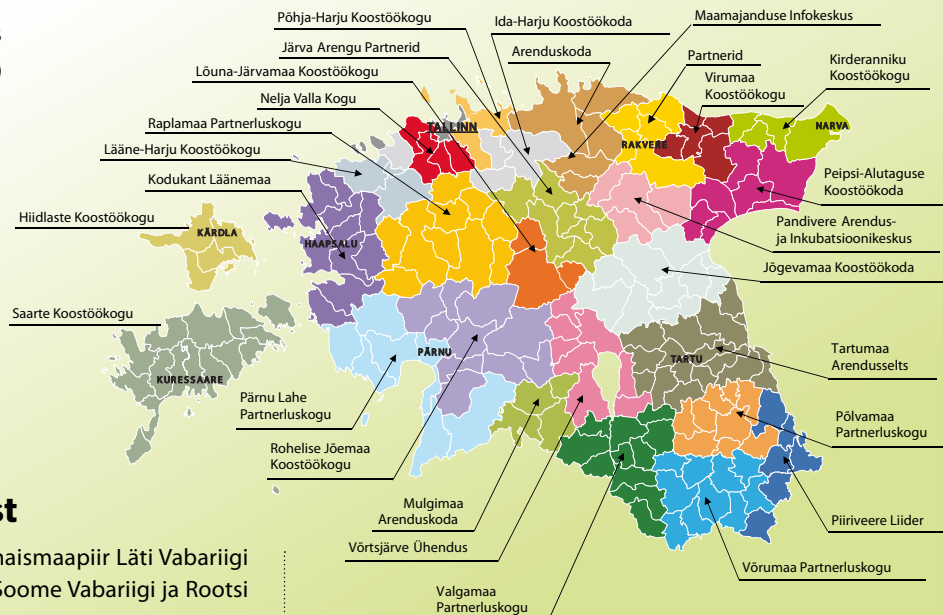 Põhja-Harju Koostöökogu
Ida-Harju Koostöökoda
Maamajanduse Infokeskus
Järva Arengu Partnerid
Arenduskoda
Partnerid
Kirderanniku
Koostöökogu
Lõuna-Järvamaa Koostöökogu
Virumaa
Koostöökogu
Nelja Valla Kogu
Raplamaa Partnerluskogu
TALLINN
NARVA
Lääne-Harju Koostöökogu
RAKVERE
Kodukant Läänemaa
Peipsi-Alutaguse
Koostöökoda
Hiidlaste Koostöökogu
KÄRDLA
HAAPSALU
Pandivere Arendus-
ja Inkubatsioonikeskus
Jõgevamaa Koostöökoda
Saarte Koostöökogu
PÄRNU
TARTU
Tartumaa
Arendusselts
KURESSAARE
Pärnu Lahe
Partnerluskogu
Põlvamaa
Partnerluskogu
Rohelise Jõemaa
Koostöökogu
Mulgimaa
Arenduskoda
Piiriveere Liider
Võrtsjärve Ühendus
Võrumaa Partnerluskogu
Valgamaa
Partnerluskogu
st
naismaapiir Läti Vabariigi
Soome Vabariigi ja Rootsi